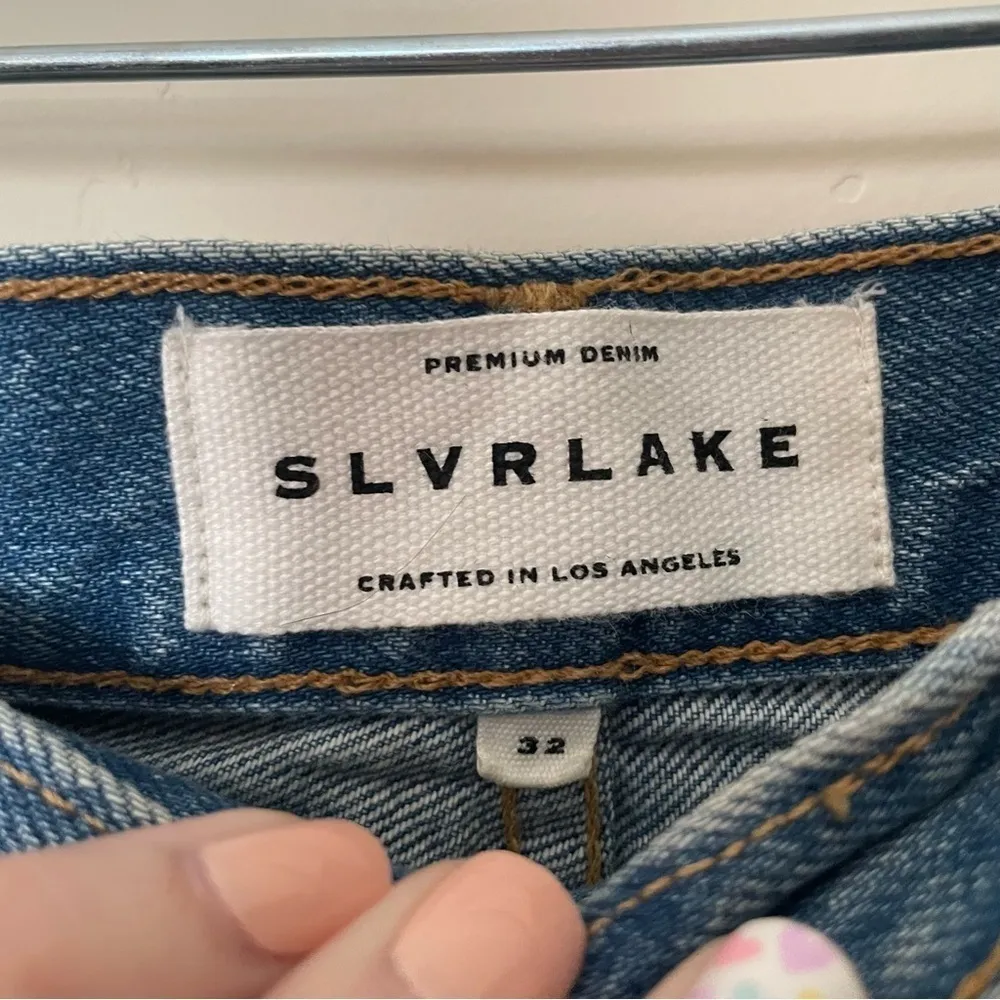 PREMIUM DENIM
SLVRLAKE
CRAFTED IN LOS ANGELES
32